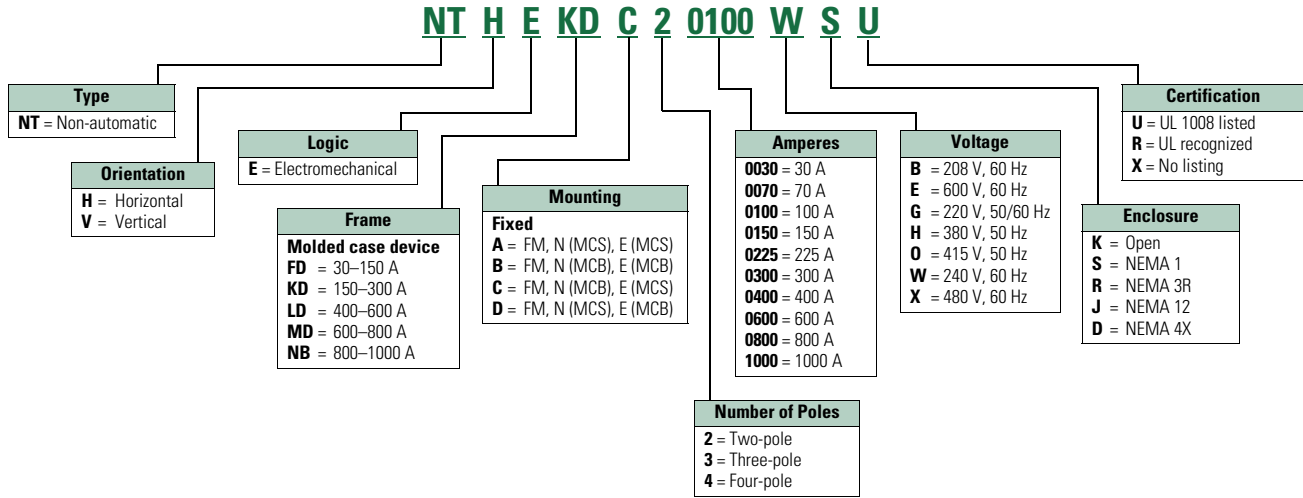 NT H E KD C 2 0100 W S U
Type
NT = Non-automatic
Orientation
H = Horizontal
V = Vertical
Logic
E = Electromechanical
Frame
Molded case device
FD = 30–150 A
KD = 150–300 A
LD = 400–600 A
MD = 600–800 A
NB = 800–1000 A
Mounting
Fixed
A = FM, N (MCS), E (MCS)
B = FM, N (MCB), E (MCB)
C = FM, N (MCB), E (MCS)
D = FM, N (MCS), E (MCB)
Number of Poles
2 = Two-pole
3 = Three-pole
4 = Four-pole
Amperes
0030 = 30 A
0070 = 70 A
0100 = 100 A
0150 = 150 A
0225 = 225 A
0300 = 300 A
0400 = 400 A
0600 = 600 A
0800 = 800 A
1000 = 1000 A
Voltage
B = 208 V, 60 Hz
E = 600 V, 60 Hz
G = 220 V, 50/60 Hz
H = 380 V, 50 Hz
O = 415 V, 50 Hz
W = 240 V, 60 Hz
X = 480 V, 60 Hz
Enclosure
K = Open
S = NEMA 1
R = NEMA 3R
J = NEMA 12
D = NEMA 4X
Certification
U = UL 1008 listed
R = UL recognized
X = No listing